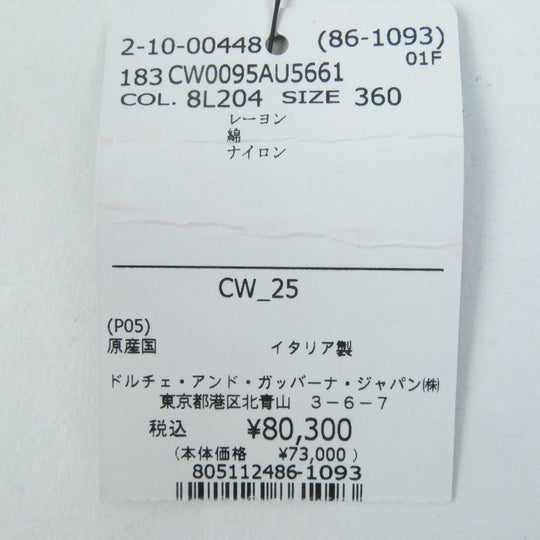 2-10-00448 (86-1093)
01F
183 CW0095AU5661
COL. 8L204 SIZE 360
レーヨン
綿
ナイロン
CW_25
(P05)
原産国 イタリア製
ドルチェ・アンド・ガッバーナ・ジャパン㈱
東京都港区北青山 3-6-7
税込 ¥80,300
(本体価格 ¥73,000)
805112486-1093